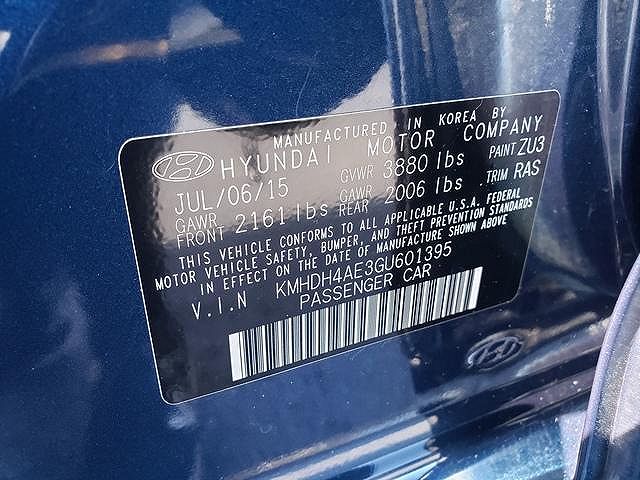 MANUFACTURED IN KOREA BY
HYUNDAI MOTOR COMPANY
JUL/06/15 GVWR 3880 lbs PAINT ZU3
GAWR FRONT 2161 lbs GAWR REAR 2006 lbs .TRIM RAS
THIS VEHICLE CONFORMS TO ALL APPLICABLE U.S.A. FEDERAL
MOTOR VEHICLE SAFETY, BUMPER, AND THEFT PREVENTION STANDARDS
IN EFFECT ON THE DATE OF MANUFACTURE SHOWN ABOVE
V.I.N KMHDH4AE3GU601395
PASSENGER CAR